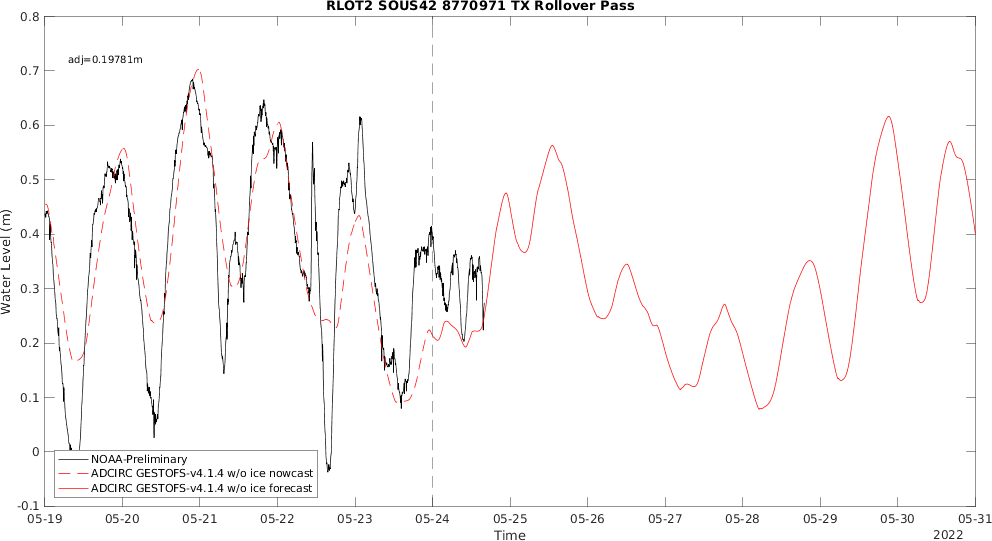 RLOT2 SOUS42 8770971 TX Rollover Pass
adj=0.19781m
0.8
0.7
0.6
0.5
0.4
0.3
0.2
0.1
0
-0.1
Water Level (m)
NOAA-Preliminary
ADCIRC GESTOFS-v4.1.4 w/o ice nowcast
ADCIRC GESTOFS-v4.1.4 w/o ice forecast
05-19 05-20 05-21 05-22 05-23 05-24 05-25 05-26 05-27 05-28 05-29 05-30 05-31
Time
2022